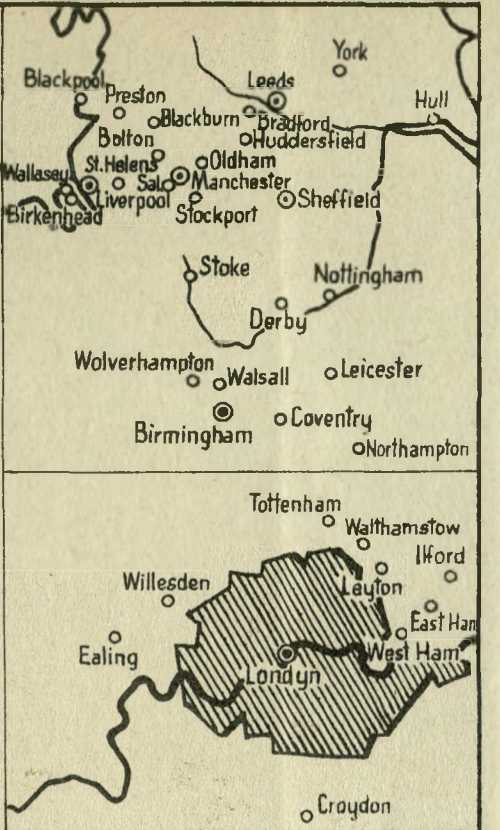 York
Leeds
Blackpool
Preston
Blackburn
Bradford
Hull
Bolton
Huddersfield
Oldham
Wallasey
St. Helens
Sal.
Manchester
Birkenhead
Liverpool
Stockport
Sheffield
Stoke
Nottingham
Derby
Wolverhampton
Walsall
Leicester
Birmingham
Coventry
Northampton
Tottenham
Walthamstow
Ilford
Willesden
Leyton
East Ham
Ealing
West Ham
Londyn
Croydon